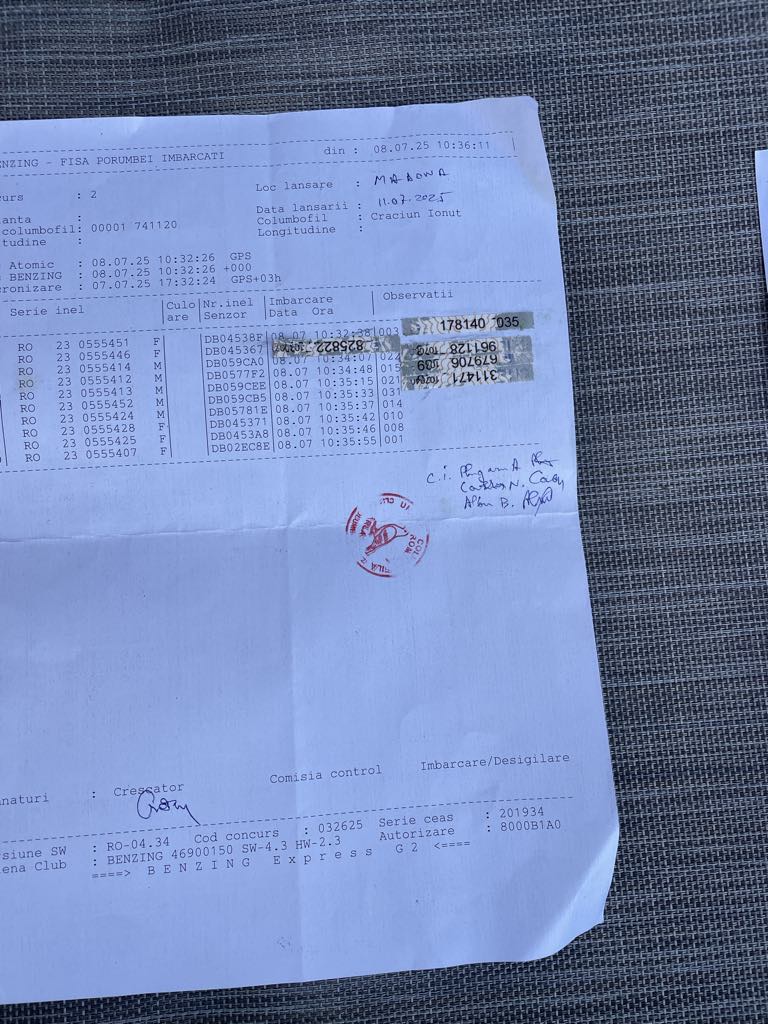 ENZING - FISA PORUMBEI IMBARCATI din : 08.07.25 10:36:11
urs : 2 Loc lansare : MADONA
anta : Data lansarii : 11.07.2025
columbofil: 00001 741120 Columbofil : Craciun Ionut
tudine : Longitudine :
Atomic : 08.07.25 10:32:26 GPS
BENZING : 08.07.25 10:32:26 +000
ronizare : 07.07.25 17:32:24 GPS+03h
Serie inel |Culo Nr.inel |Imbarcare | Observatii
|are Senzor |Data Ora
RO 23 0555451 F DB04538F 08.07 10:32:38 003 178140 035
RO 23 0555446 F DB045367 825822
RO 23 0555414 M DB059CA0 08.07 10:34:07 022 961128
RO 23 0555412 M DB0577F2 08.07 10:34:48 015 679706 039
RO 23 0555413 M DB059CEE 08.07 10:35:15 021 311471
RO 23 0555452 M DB059CB5 08.07 10:35:33 031
RO 23 0555424 M DB05781E 08.07 10:35:37 014
RO 23 0555428 F DB045371 08.07 10:35:42 010
RO 23 0555425 F DB0453A8 08.07 10:35:46 008
RO 23 0555407 F DB02EC8E 08.07 10:35:55 001
c.i.
naturi : Crescator Comisia control Imbarcare/Desigilare
siune SW : RO-04.34 Cod concurs : 032625 Serie ceas : 201934
ena Club : BENZING 46900150 SW-4.3 HW-2.3 Autorizare : 8000B1A0
====> B E N Z I N G E x p r e s s G 2 <====